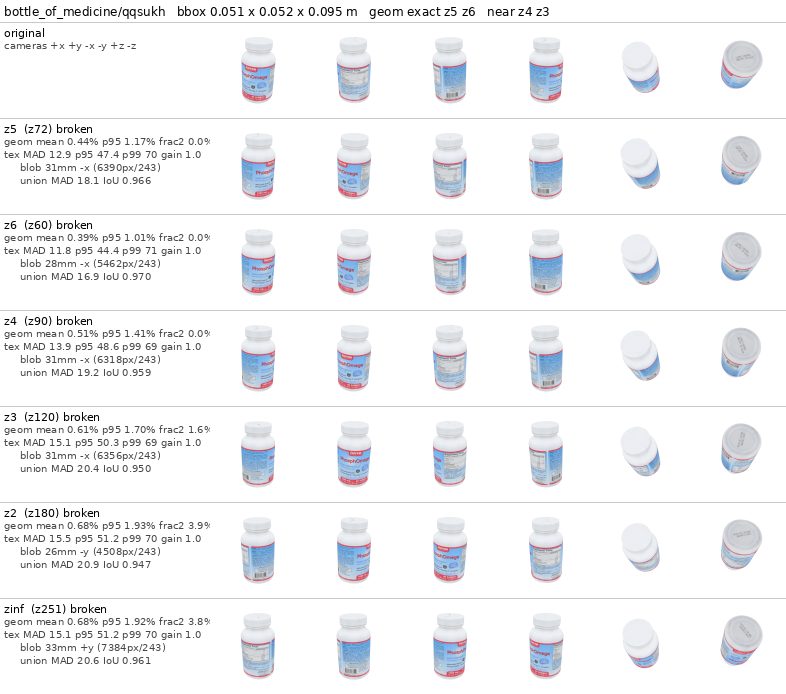 bottle_of_medicine/qqsukh bbox 0.051 x 0.052 x 0.095 m geom exact z5 z6 near z4 z3
original
cameras +x +y -x -y +z -z
z5 (z72) broken
geom mean 0.44% p95 1.17% frac2 0.0%
tex MAD 12.9 p95 47.4 p99 70 gain 1.0
blob 31mm -x (6390px/243)
union MAD 18.1 IoU 0.966
z6 (z60) broken
geom mean 0.39% p95 1.01% frac2 0.0%
tex MAD 11.8 p95 44.4 p99 71 gain 1.0
blob 28mm -x (5462px/243)
union MAD 16.9 IoU 0.970
z4 (z90) broken
geom mean 0.51% p95 1.41% frac2 0.0%
tex MAD 13.9 p95 48.6 p99 69 gain 1.0
blob 31mm -x (6318px/243)
union MAD 19.2 IoU 0.959
z3 (z120) broken
geom mean 0.61% p95 1.70% frac2 1.6%
tex MAD 15.1 p95 50.3 p99 69 gain 1.0
blob 31mm -x (6356px/243)
union MAD 20.4 IoU 0.950
z2 (z180) broken
geom mean 0.68% p95 1.93% frac2 3.9%
tex MAD 15.5 p95 51.2 p99 70 gain 1.0
blob 26mm -y (4508px/243)
union MAD 20.9 IoU 0.947
zinf (z251) broken
geom mean 0.68% p95 1.92% frac2 3.8%
tex MAD 15.1 p95 51.2 p99 70 gain 1.0
blob 33mm +y (7384px/243)
union MAD 20.6 IoU 0.961